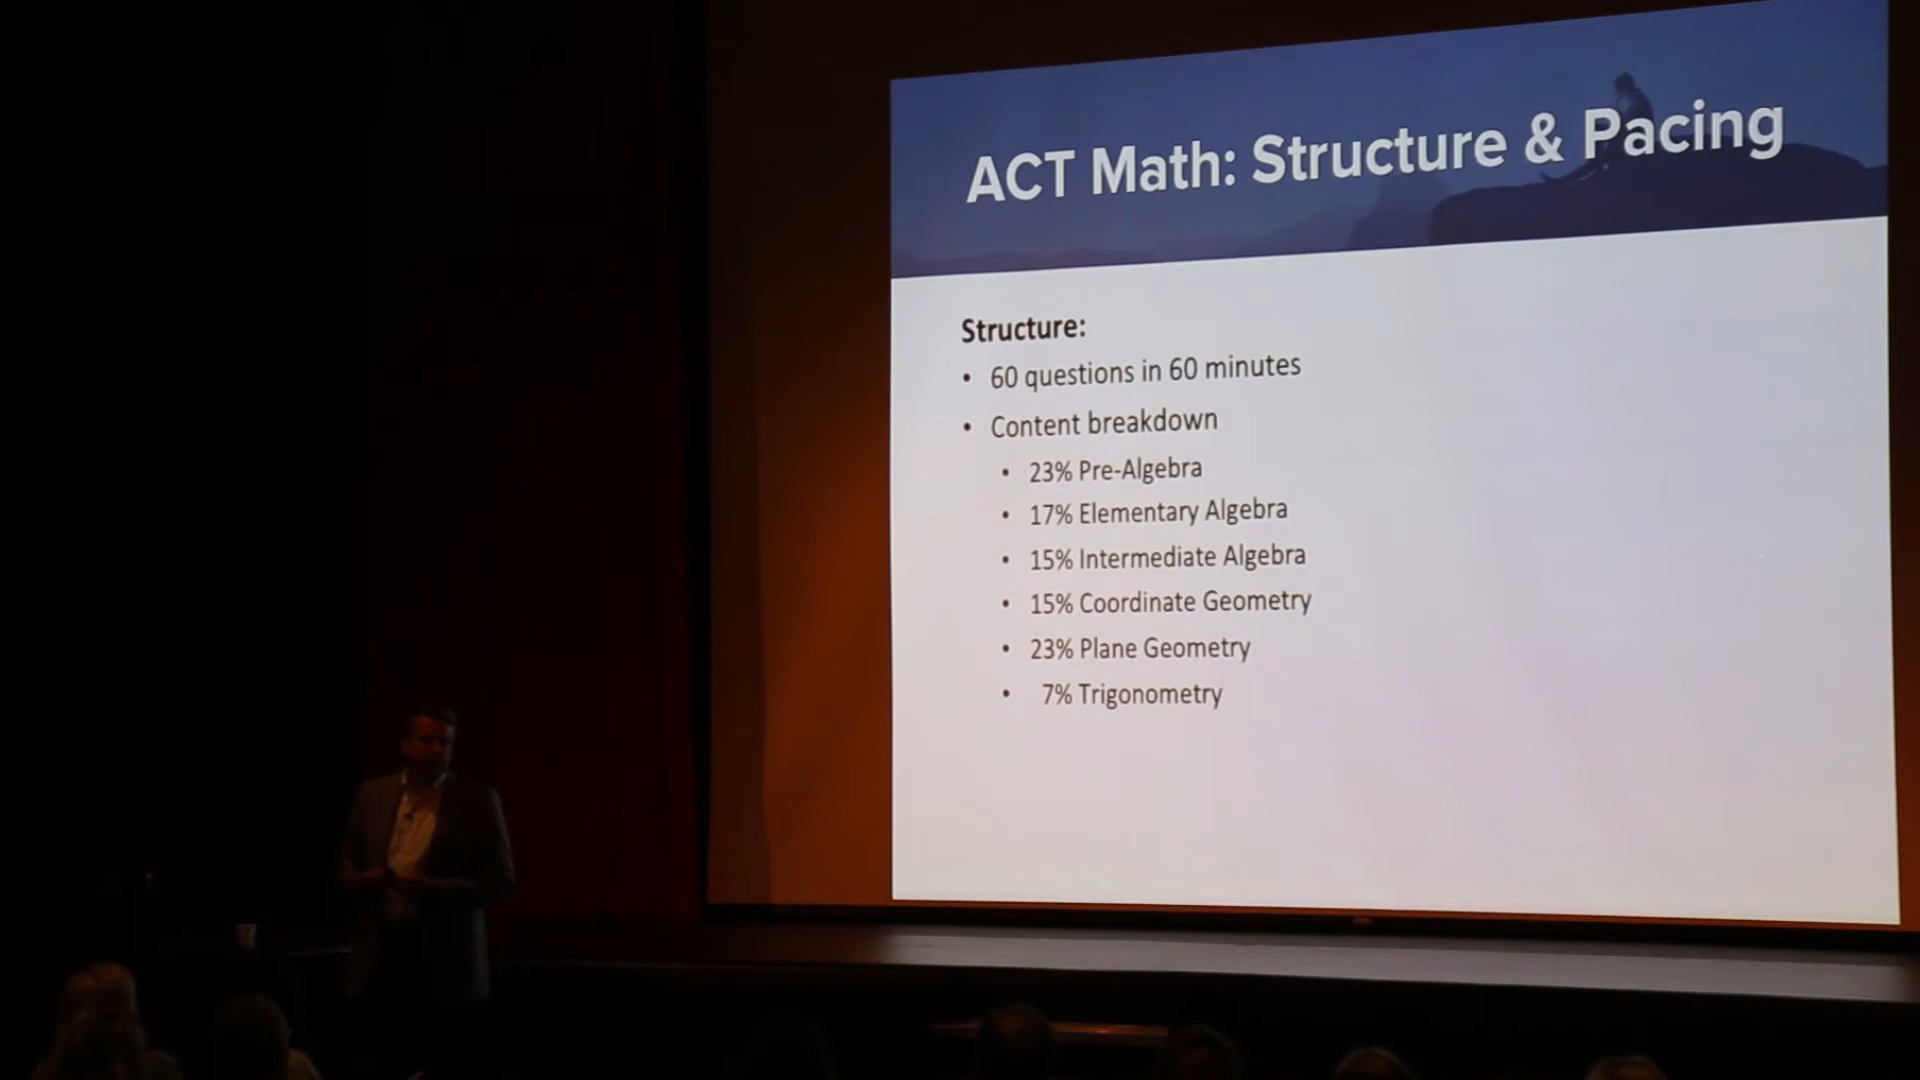 ACT Math: Structure & Pacing
Structure:
• 60 questions in 60 minutes
• Content breakdown
• 23% Pre-Algebra
• 17% Elementary Algebra
• 15% Intermediate Algebra
• 15% Coordinate Geometry
• 23% Plane Geometry
• 7% Trigonometry